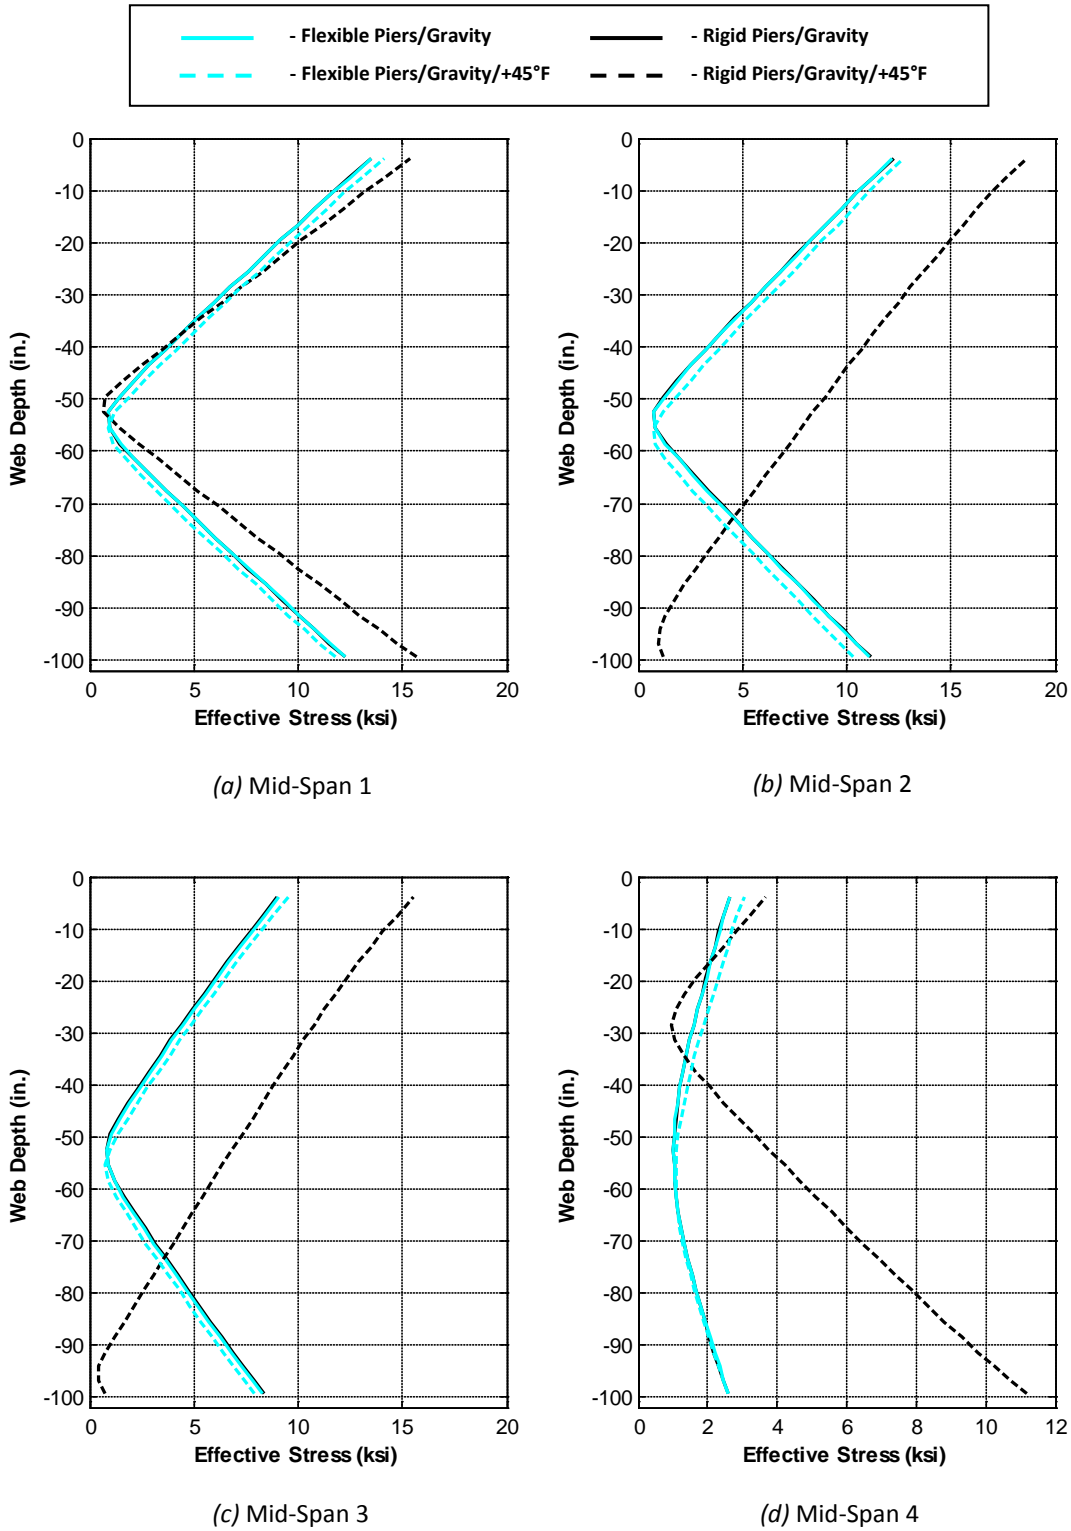 - Flexible Piers/Gravity - Rigid Piers/Gravity
- Flexible Piers/Gravity/+45°F - Rigid Piers/Gravity/+45°F
0
-10
-20
-30
-40
-50
-60
-70
-80
-90
-100
Web Depth (in.)
0 5 10 15 20
Effective Stress (ksi)
(a) Mid-Span 1
0
-10
-20
-30
-40
-50
-60
-70
-80
-90
-100
Web Depth (in.)
0 5 10 15 20
Effective Stress (ksi)
(b) Mid-Span 2
0
-10
-20
-30
-40
-50
-60
-70
-80
-90
-100
Web Depth (in.)
0 5 10 15 20
Effective Stress (ksi)
(c) Mid-Span 3
0
-10
-20
-30
-40
-50
-60
-70
-80
-90
-100
Web Depth (in.)
0 2 4 6 8 10 12
Effective Stress (ksi)
(d) Mid-Span 4